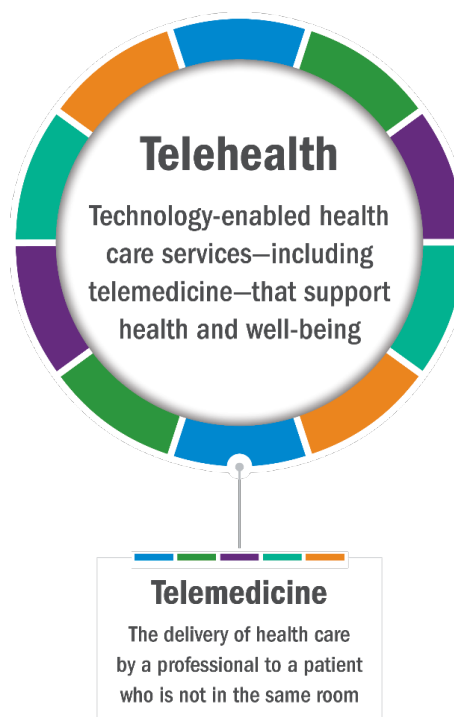 Telehealth
Technology-enabled health
care services—including
telemedicine—that support
health and well-being
Telemedicine
The delivery of health care
by a professional to a patient
who is not in the same room